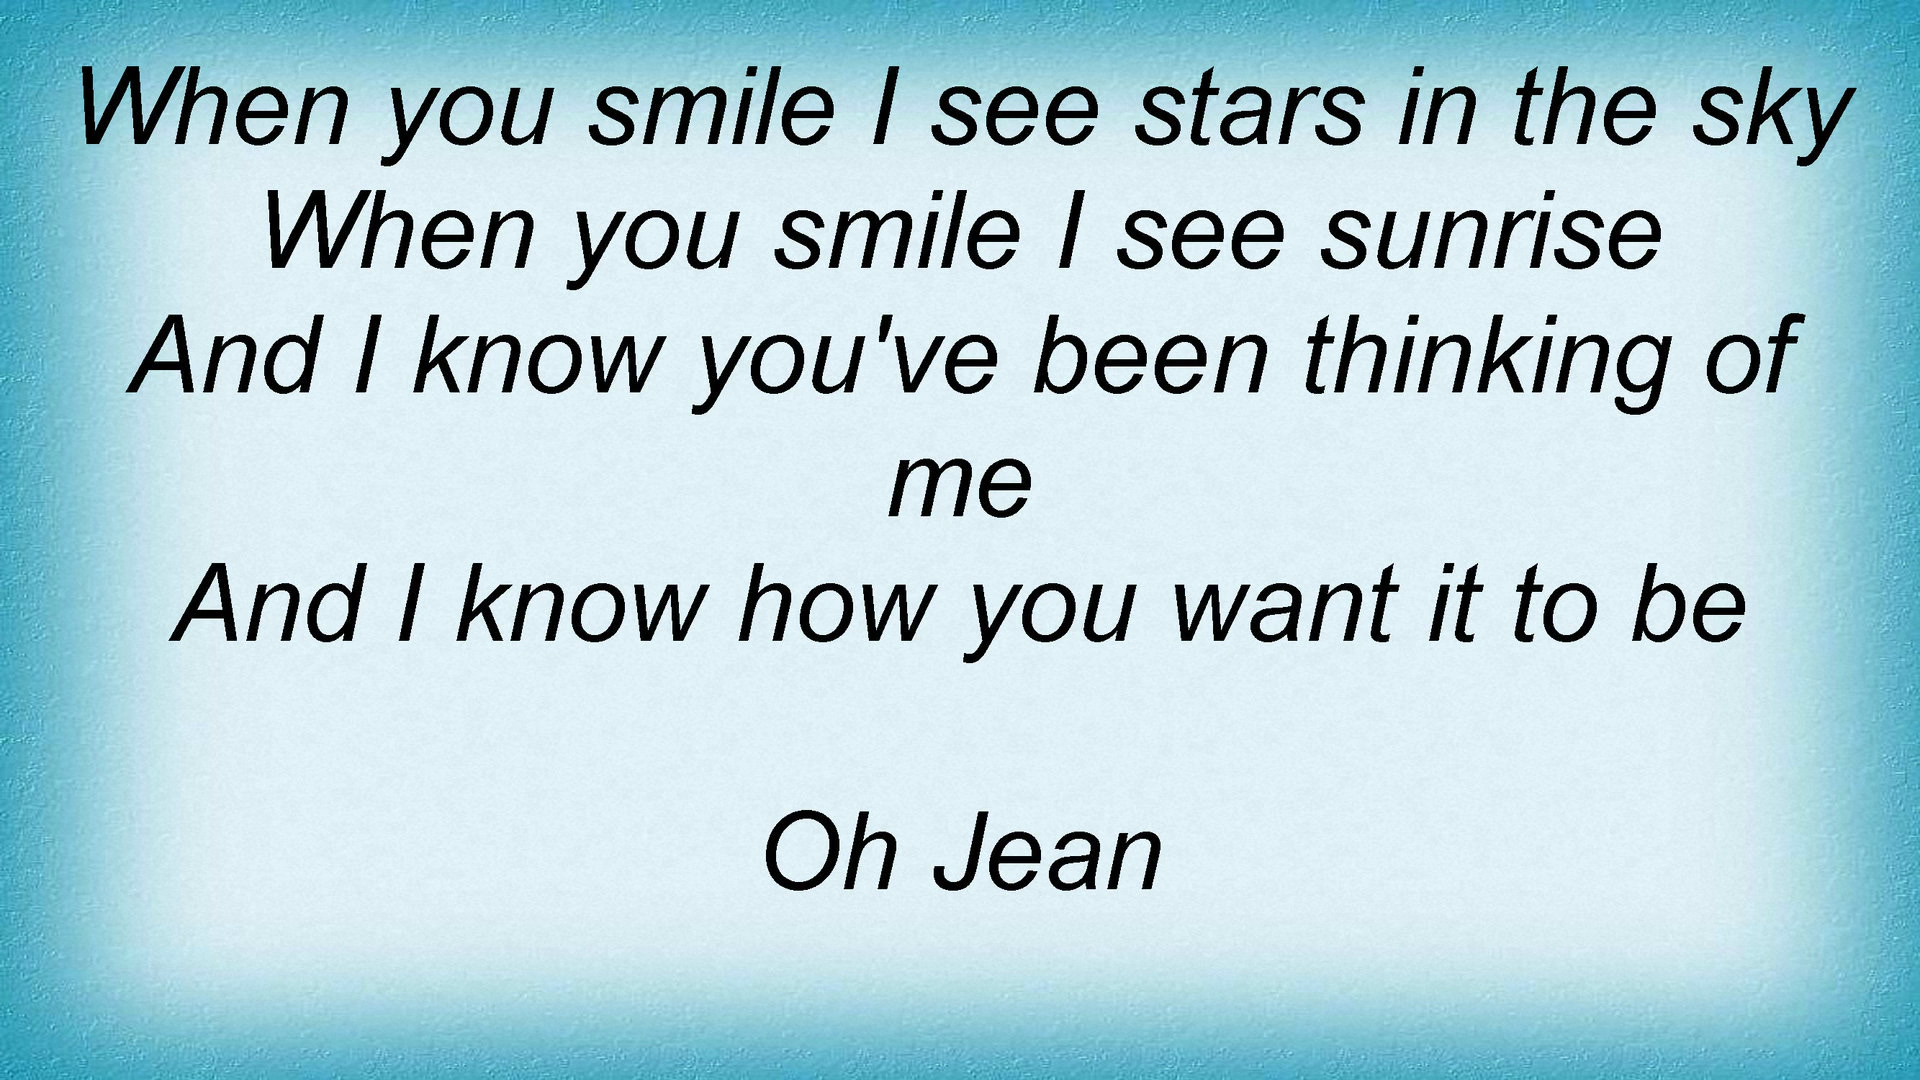 When you smile I see stars in the sky
When you smile I see sunrise
And I know you've been thinking of
me
And I know how you want it to be
Oh Jean